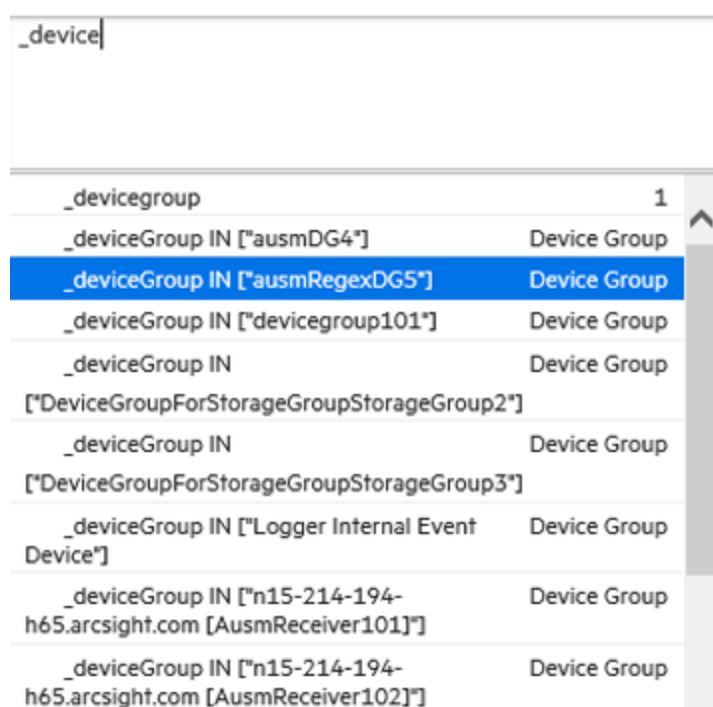 _device
_devicegroup 1
_deviceGroup IN ["ausmDG4"] Device Group
_deviceGroup IN ["ausmRegexDG5"] Device Group
_deviceGroup IN ["devicegroup101"] Device Group
_deviceGroup IN Device Group
["DeviceGroupForStorageGroupStorageGroup2"]
_deviceGroup IN Device Group
["DeviceGroupForStorageGroupStorageGroup3"]
_deviceGroup IN ["Logger Internal Event Device Group
Device"]
_deviceGroup IN ["n15-214-194- Device Group
h65.arcsight.com [AusmReceiver101]"]
_deviceGroup IN ["n15-214-194- Device Group
h65.arcsight.com [AusmReceiver102]"]